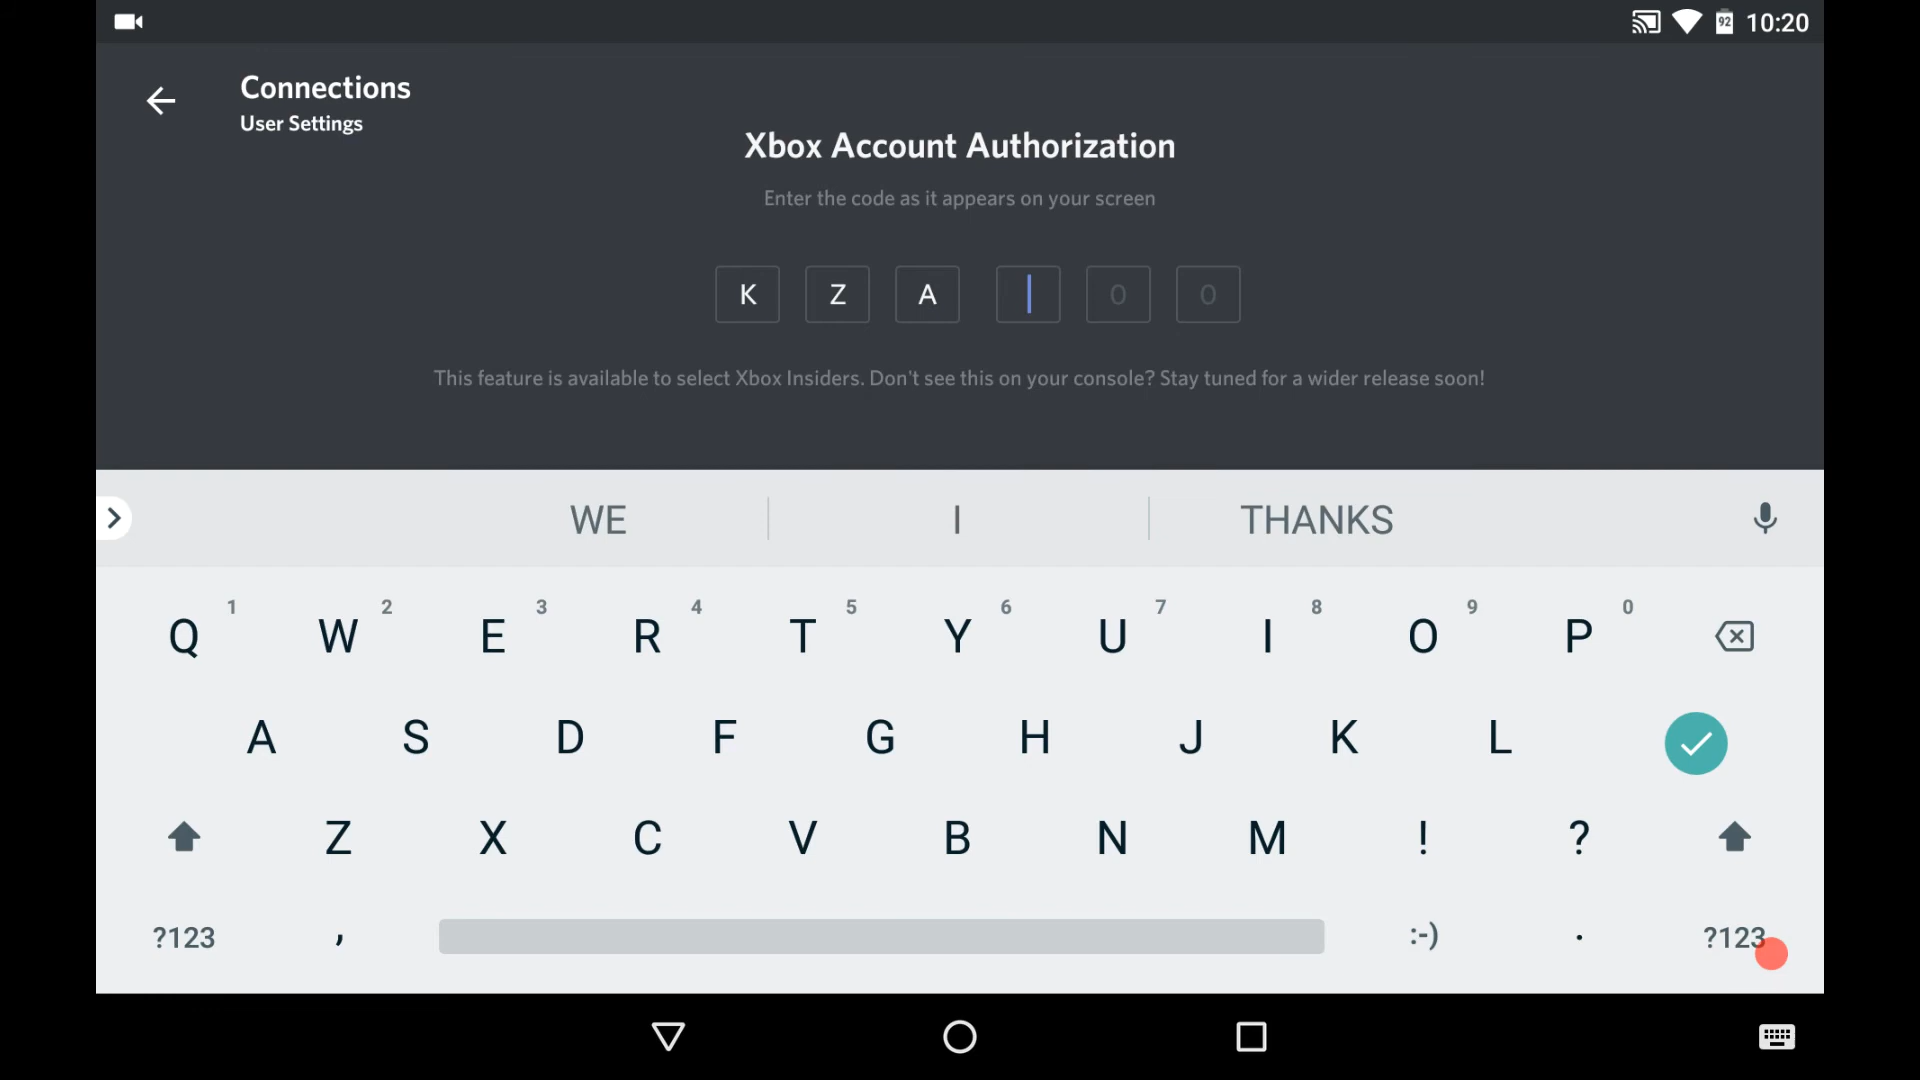 92 10:20
Connections
User Settings
Xbox Account Authorization
Enter the code as it appears on your screen
K Z A 0 0
This feature is available to select Xbox Insiders. Don't see this on your console? Stay tuned for a wider release soon!
WE I THANKS
1 2 3 4 5 6 7 8 9 0
Q W E R T Y U I O P
A S D F G H J K L
Z X C V B N M ! ?
?123 , :-) . ?123